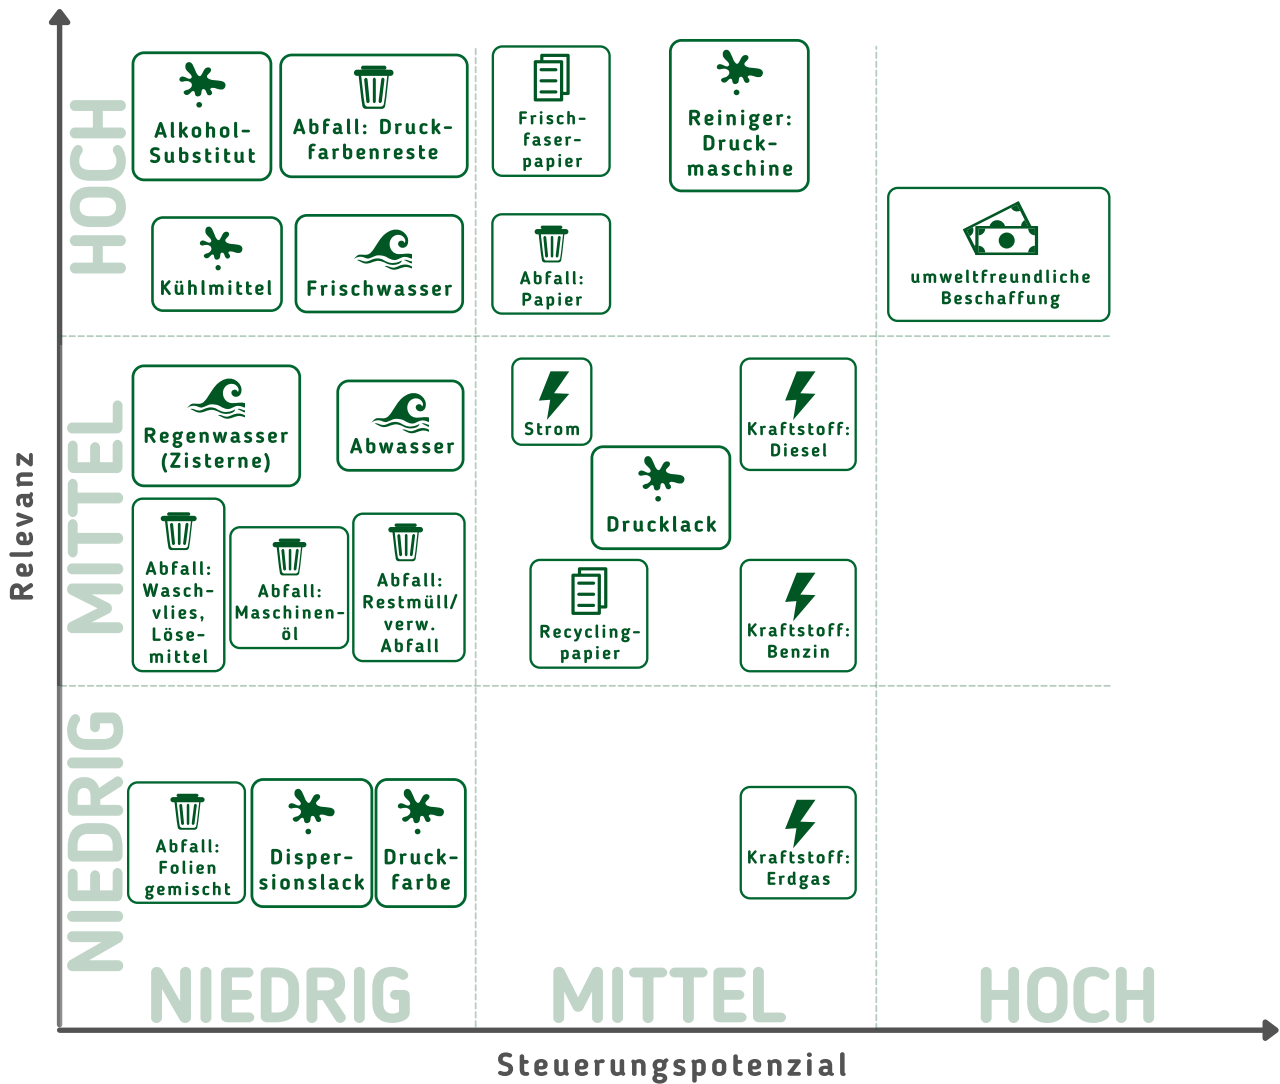 HOCH
Alkohol-
Substitut
Abfall: Druck-
farbenreste
Frisch-
faser-
papier
Reiniger:
Druck-
maschine
Kühlmittel
Frischwasser
Abfall:
Papier
umweltfreundliche
Beschaffung
Relevanz
MITTEL
Regenwasser
(Zisterne)
Abwasser
Strom
Kraftstoff:
Diesel
Drucklack
Abfall:
Wasch-
vlies,
Löse-
mittel
Abfall:
Maschinen-
öl
Abfall:
Restmüll/
verw.
Abfall
Recycling-
papier
Kraftstoff:
Benzin
NIEDRIG
Abfall:
Folien
gemischt
Disper-
sionslack
Druck-
farbe
Kraftstoff:
Erdgas
NIEDRIG
MITTEL
HOCH
Steuerungspotenzial